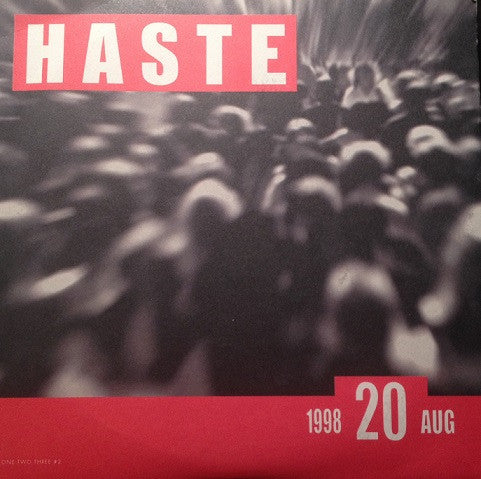 HASTE
1998 20 AUG
ONE TWO THREE #2